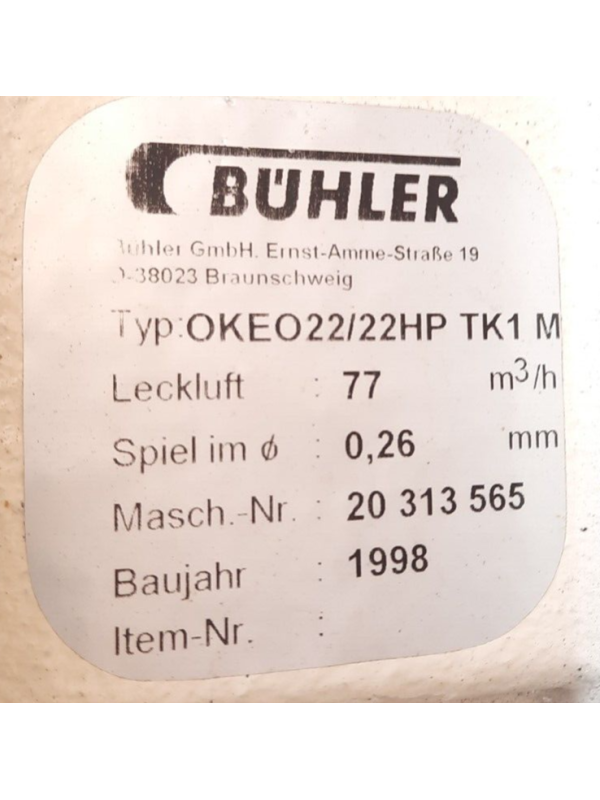 BÜHLER
Bühler GmbH. Ernst-Amme-Straße 19
D-38023 Braunschweig
Typ:OKEO22/22HP TK1 M
Leckluft : 77 m³/h
Spiel im ø : 0,26 mm
Masch.-Nr. : 20 313 565
Baujahr : 1998
Item-Nr. :